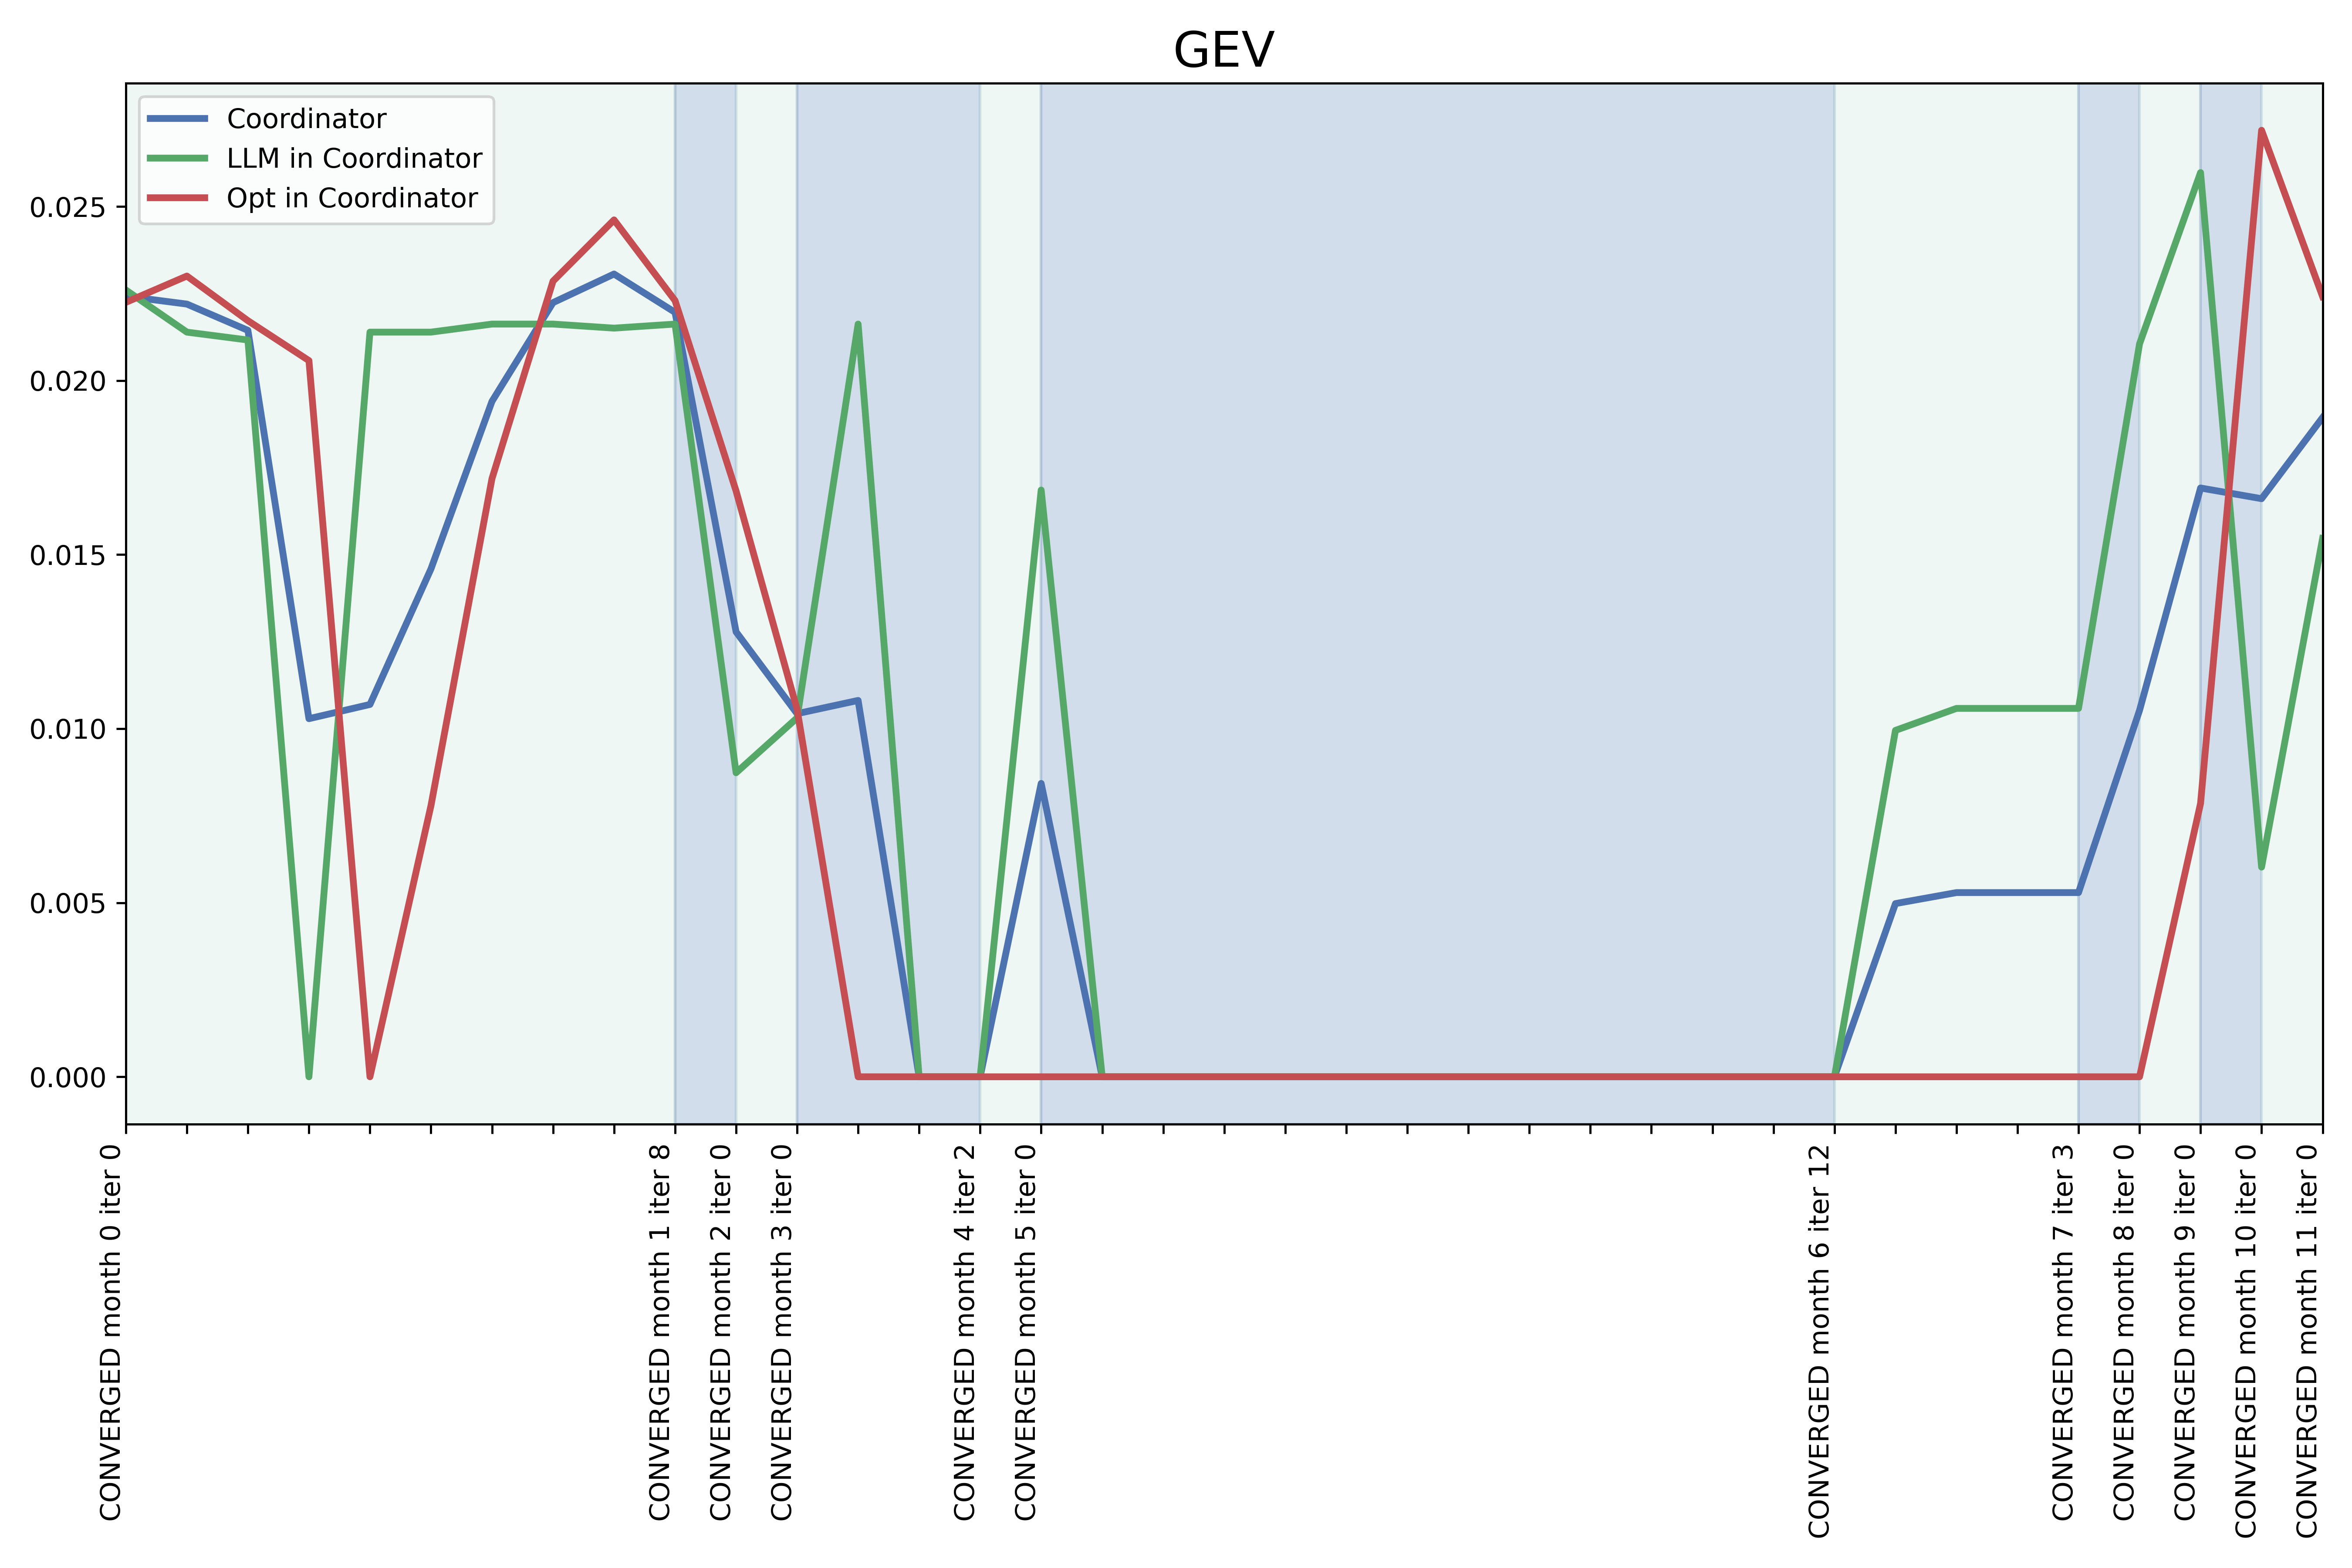 GEV
Coordinator
LLM in Coordinator
Opt in Coordinator
0.025
0.020
0.015
0.010
0.005
0.000
CONVERGED month 0 iter 0
CONVERGED month 1 iter 8
CONVERGED month 2 iter 0
CONVERGED month 3 iter 0
CONVERGED month 4 iter 2
CONVERGED month 5 iter 0
CONVERGED month 6 iter 12
CONVERGED month 7 iter 3
CONVERGED month 8 iter 0
CONVERGED month 9 iter 0
CONVERGED month 10 iter 0
CONVERGED month 11 iter 0